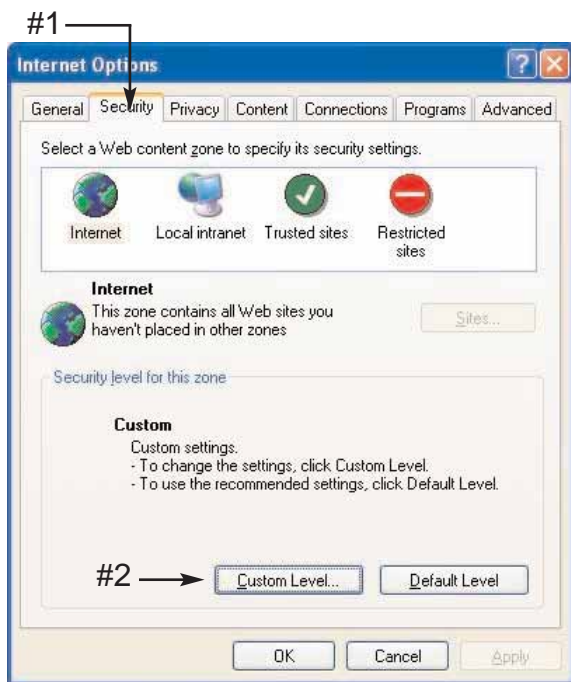 #1
Internet Options
General Security Privacy Content Connections Programs Advanced
Select a Web content zone to specify its security settings.
Internet Local intranet Trusted sites Restricted
sites
Internet
This zone contains all Web sites you
haven't placed in other zones
Sites...
Security level for this zone
Custom
Custom settings.
- To change the settings, click Custom Level.
- To use the recommended settings, click Default Level.
#2 Custom Level... Default Level
OK Cancel Apply